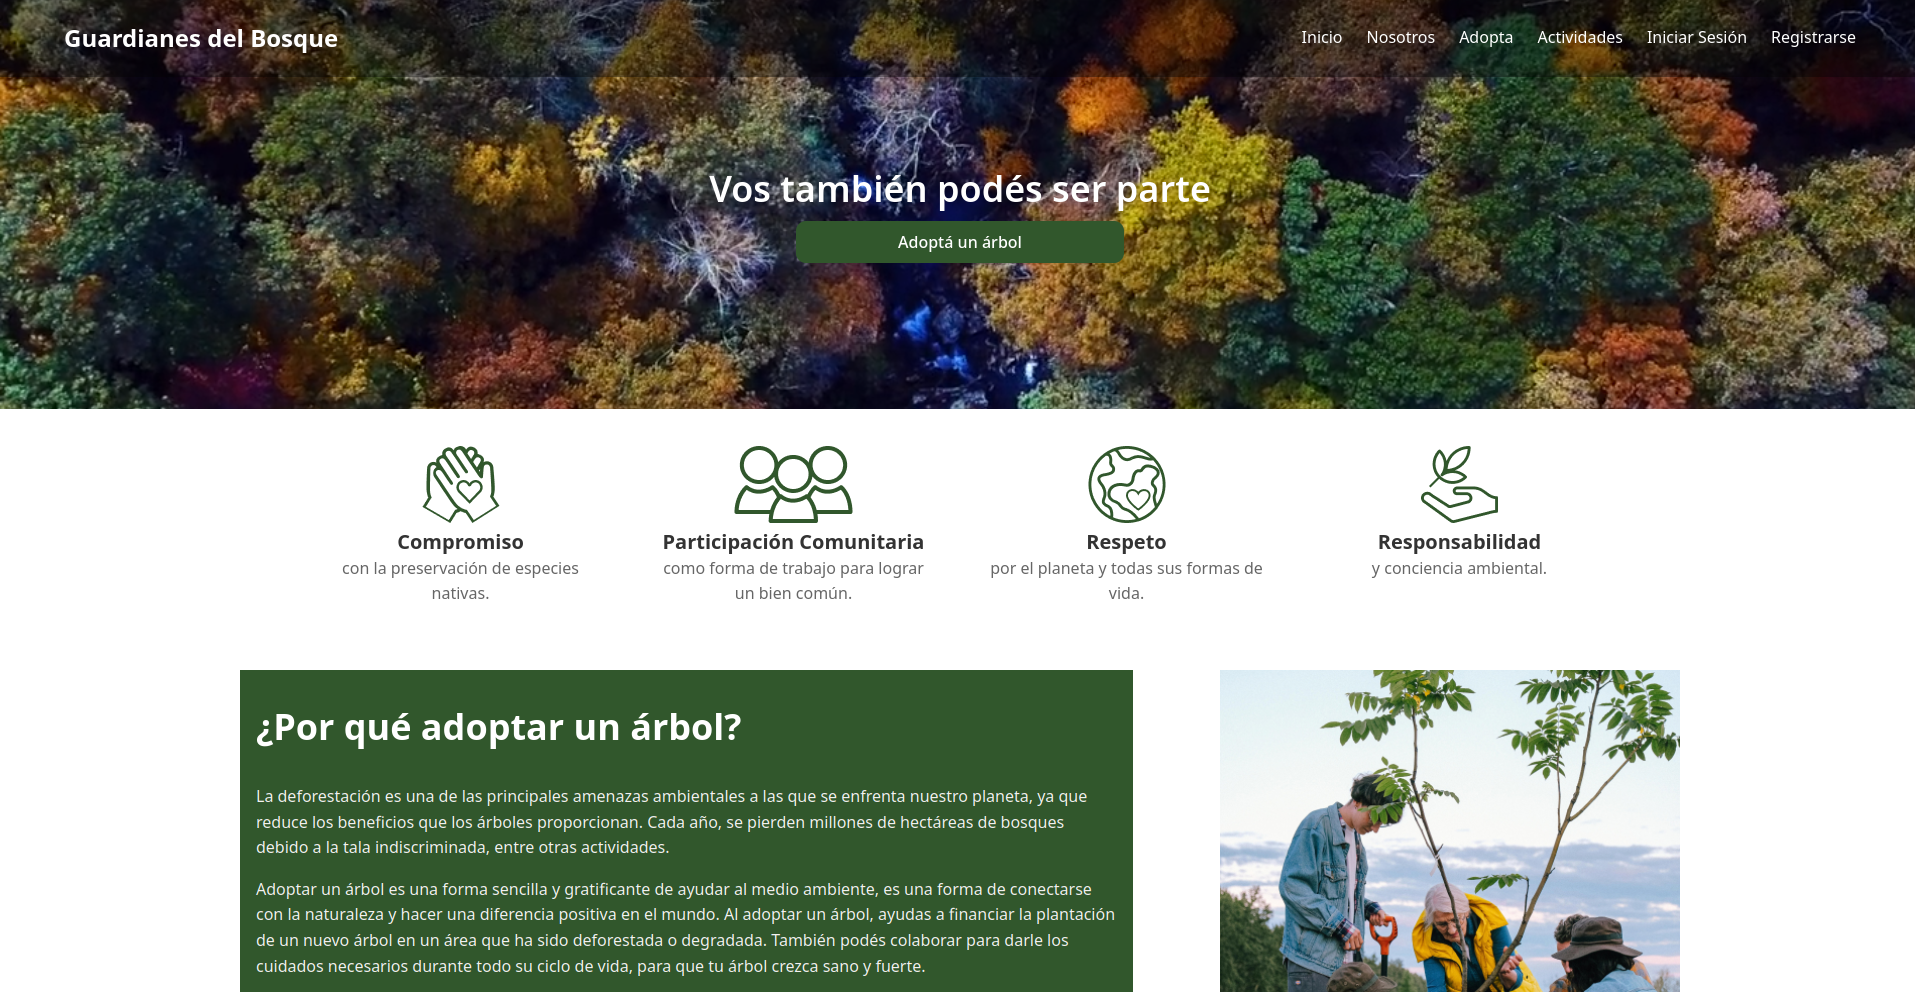 Guardianes del Bosque
Inicio Nosotros Adopta Actividades Iniciar Sesión Registrarse
Vos también podés ser parte
Adoptá un árbol
Compromiso
con la preservación de especies
nativas.
Participación Comunitaria
como forma de trabajo para lograr
un bien común.
Respeto
por el planeta y todas sus formas de
vida.
Responsabilidad
y conciencia ambiental.
¿Por qué adoptar un árbol?
La deforestación es una de las principales amenazas ambientales a las que se enfrenta nuestro planeta, ya que
reduce los beneficios que los árboles proporcionan. Cada año, se pierden millones de hectáreas de bosques
debido a la tala indiscriminada, entre otras actividades.
Adoptar un árbol es una forma sencilla y gratificante de ayudar al medio ambiente, es una forma de conectarse
con la naturaleza y hacer una diferencia positiva en el mundo. Al adoptar un árbol, ayudas a financiar la plantación
de un nuevo árbol en un área que ha sido deforestada o degradada. También podés colaborar para darle los
cuidados necesarios durante todo su ciclo de vida, para que tu árbol crezca sano y fuerte.